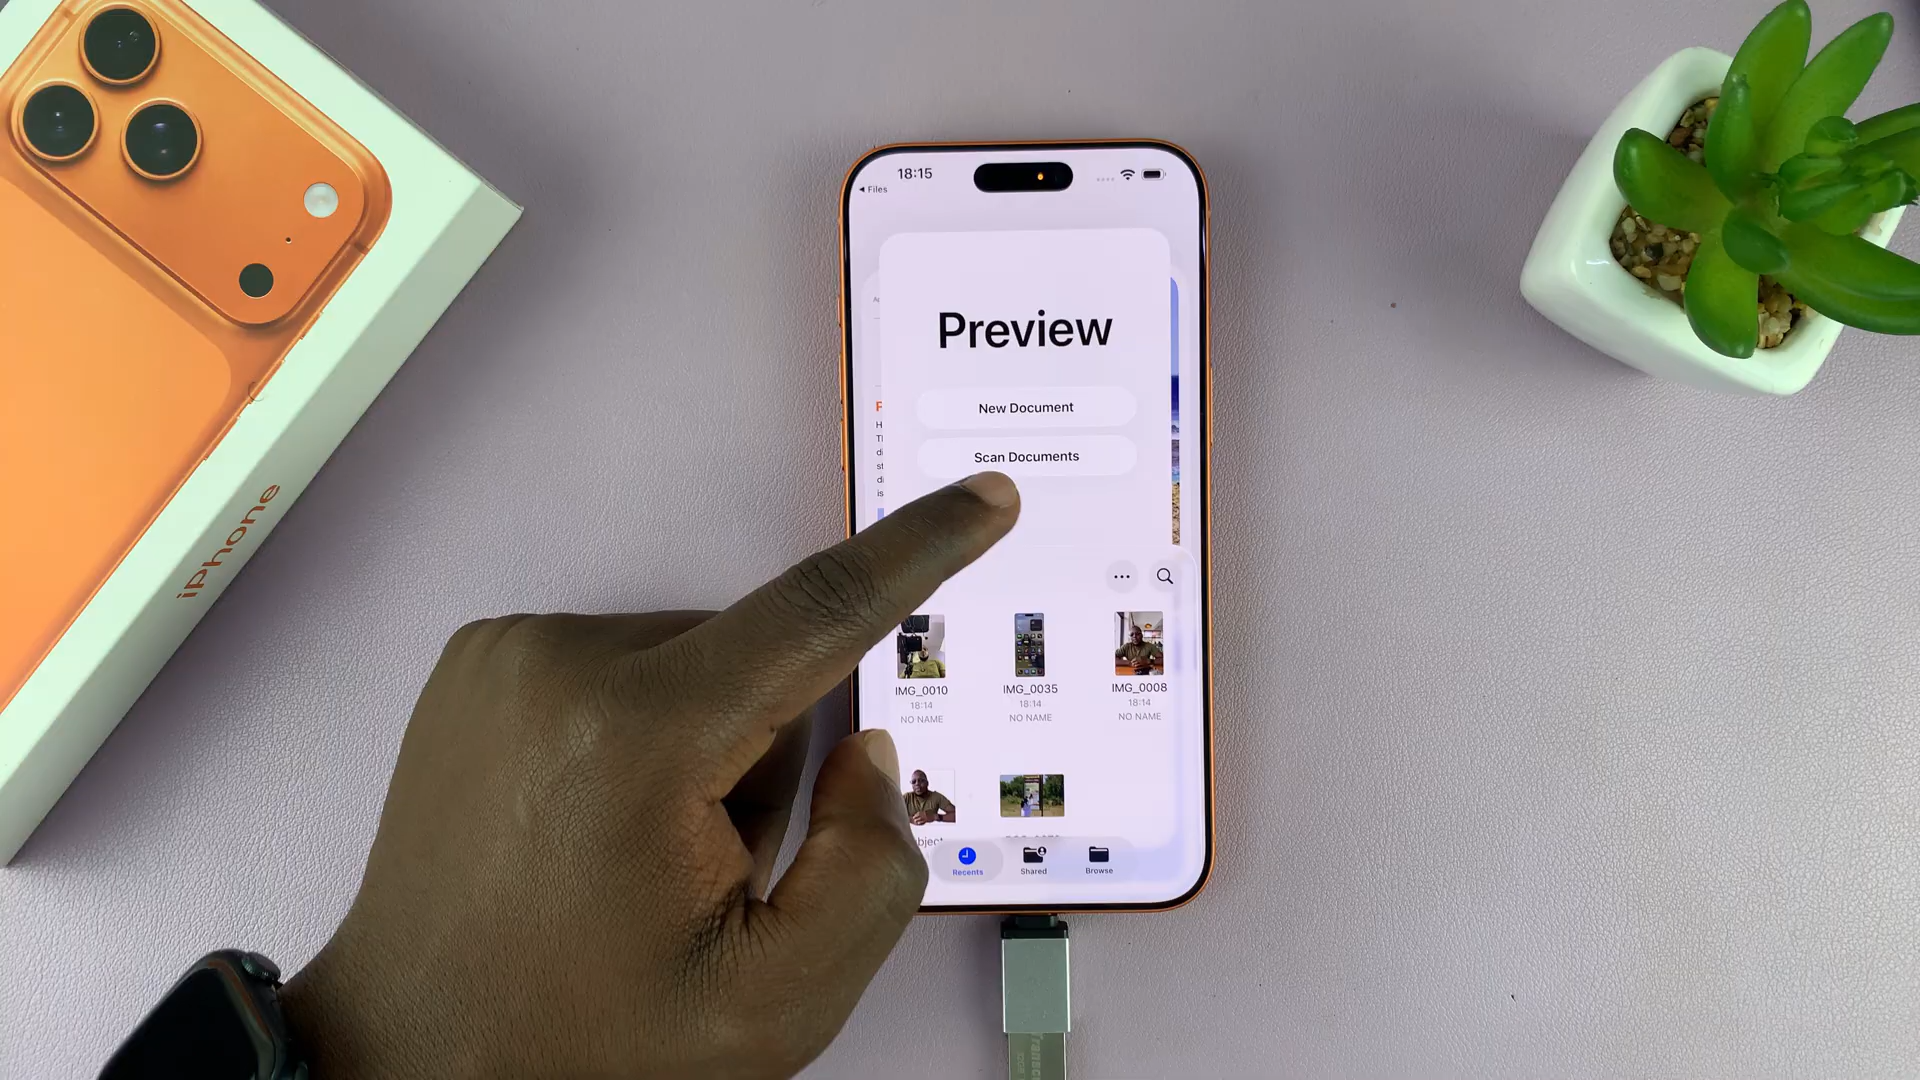 iPhone
18:15
◀ Files
Preview
New Document
Scan Documents
IMG_0010
18:14
NO NAME
IMG_0035
18:14
NO NAME
IMG_0008
18:14
NO NAME
Recents
Shared
Browse